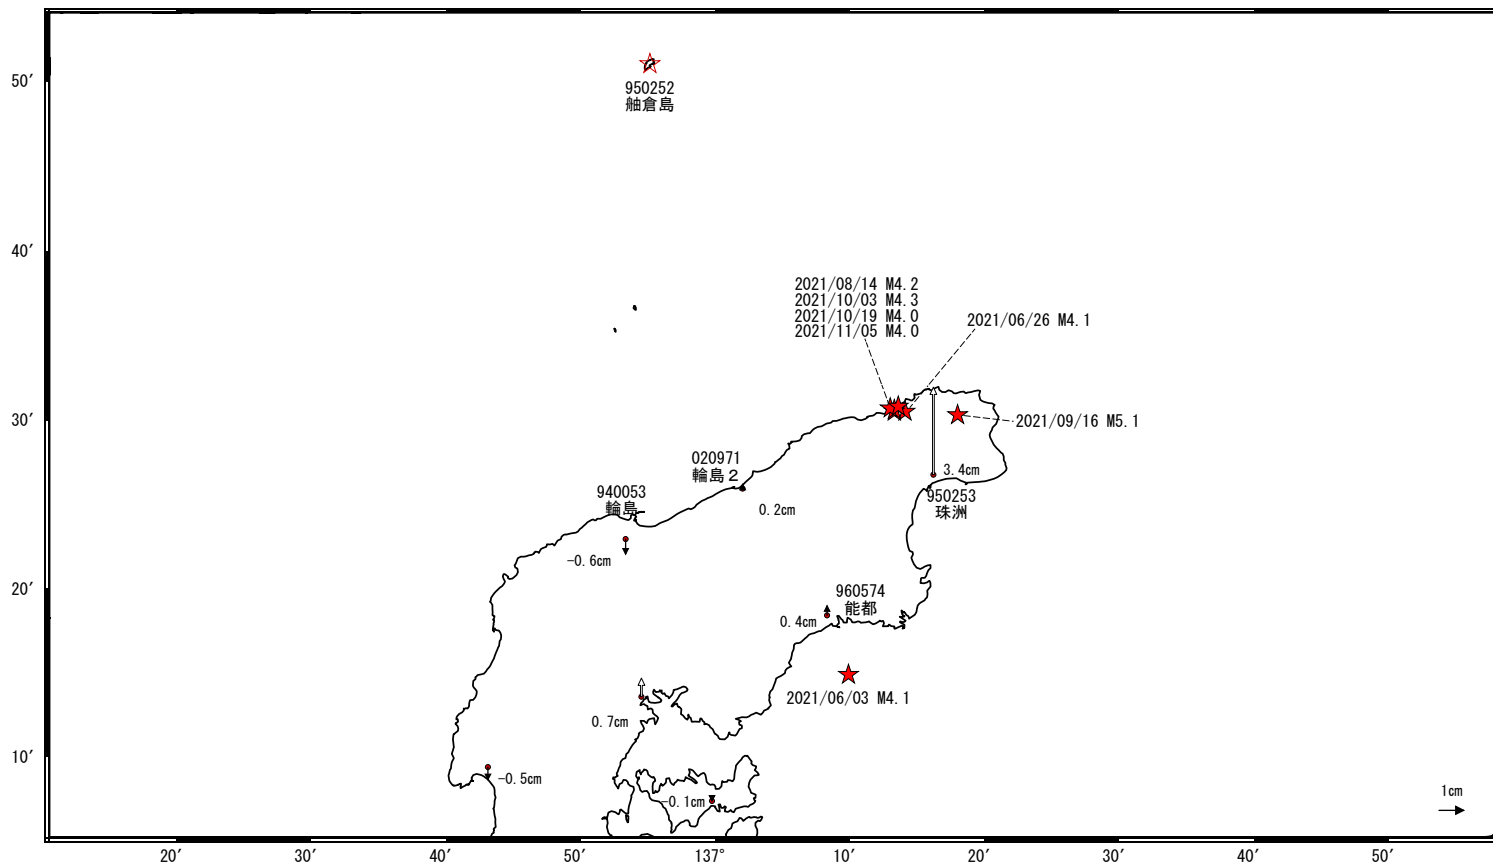 50′
950252
舳倉島
40′
2021/08/14 M4.2
2021/10/03 M4.3
2021/10/19 M4.0
2021/11/05 M4.0
2021/06/26 M4.1
30′
2021/09/16 M5.1
020971
輪島２
3.4cm
940053
輪島
950253
珠洲
0.2cm
-0.6cm
20′
960574
能都
0.4cm
2021/06/03 M4.1
0.7cm
10′
-0.5cm
-0.1cm
1cm
20′ 30′ 40′ 50′ 137° 10′ 20′ 30′ 40′ 50′